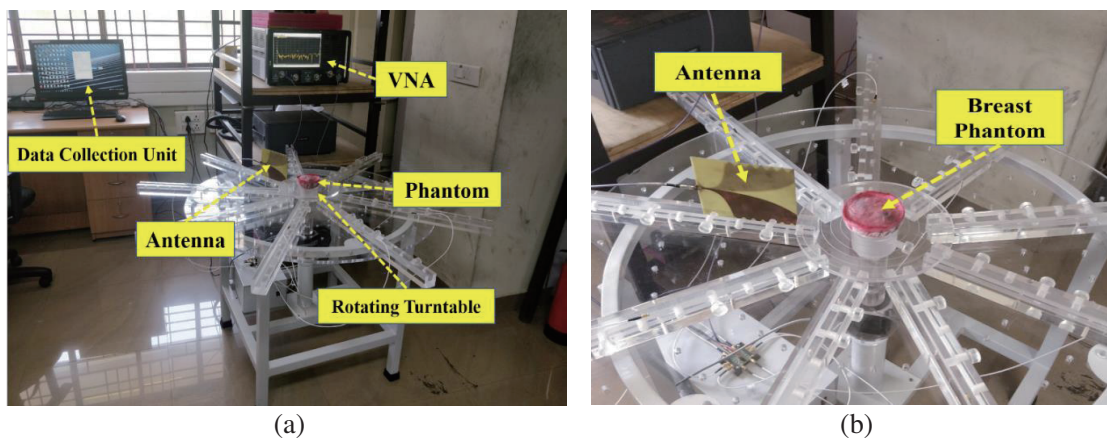 VNA
Data Collection Unit
Phantom
Antenna
Rotating Turntable
(a)
Antenna
Breast
Phantom
(b)